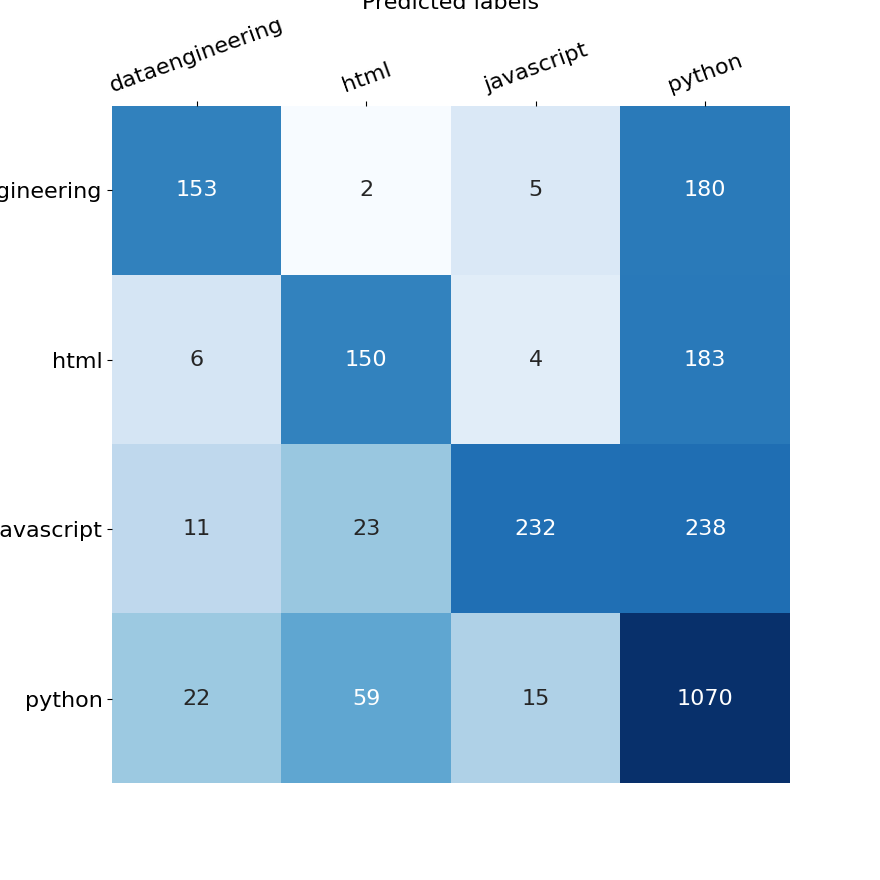 Predicted labels
dataengineering html javascript python
gineering 153 2 5 180
html 6 150 4 183
avascript 11 23 232 238
python 22 59 15 1070